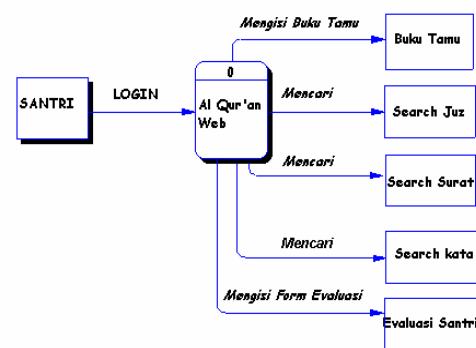 Mengisi Buku Tamu
Buku Tamu
0
SANTRI
LOGIN
Al Qur'an
Web
Mencari
Search Juz
Mencari
Search Surat
Mencari
Search kata
Mengisi Form Evaluasi
Evaluasi Santri